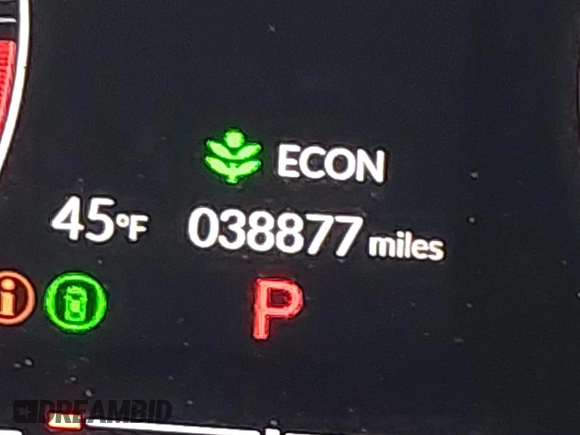 ECON
45°F 038877 miles
i P
DREAMBID